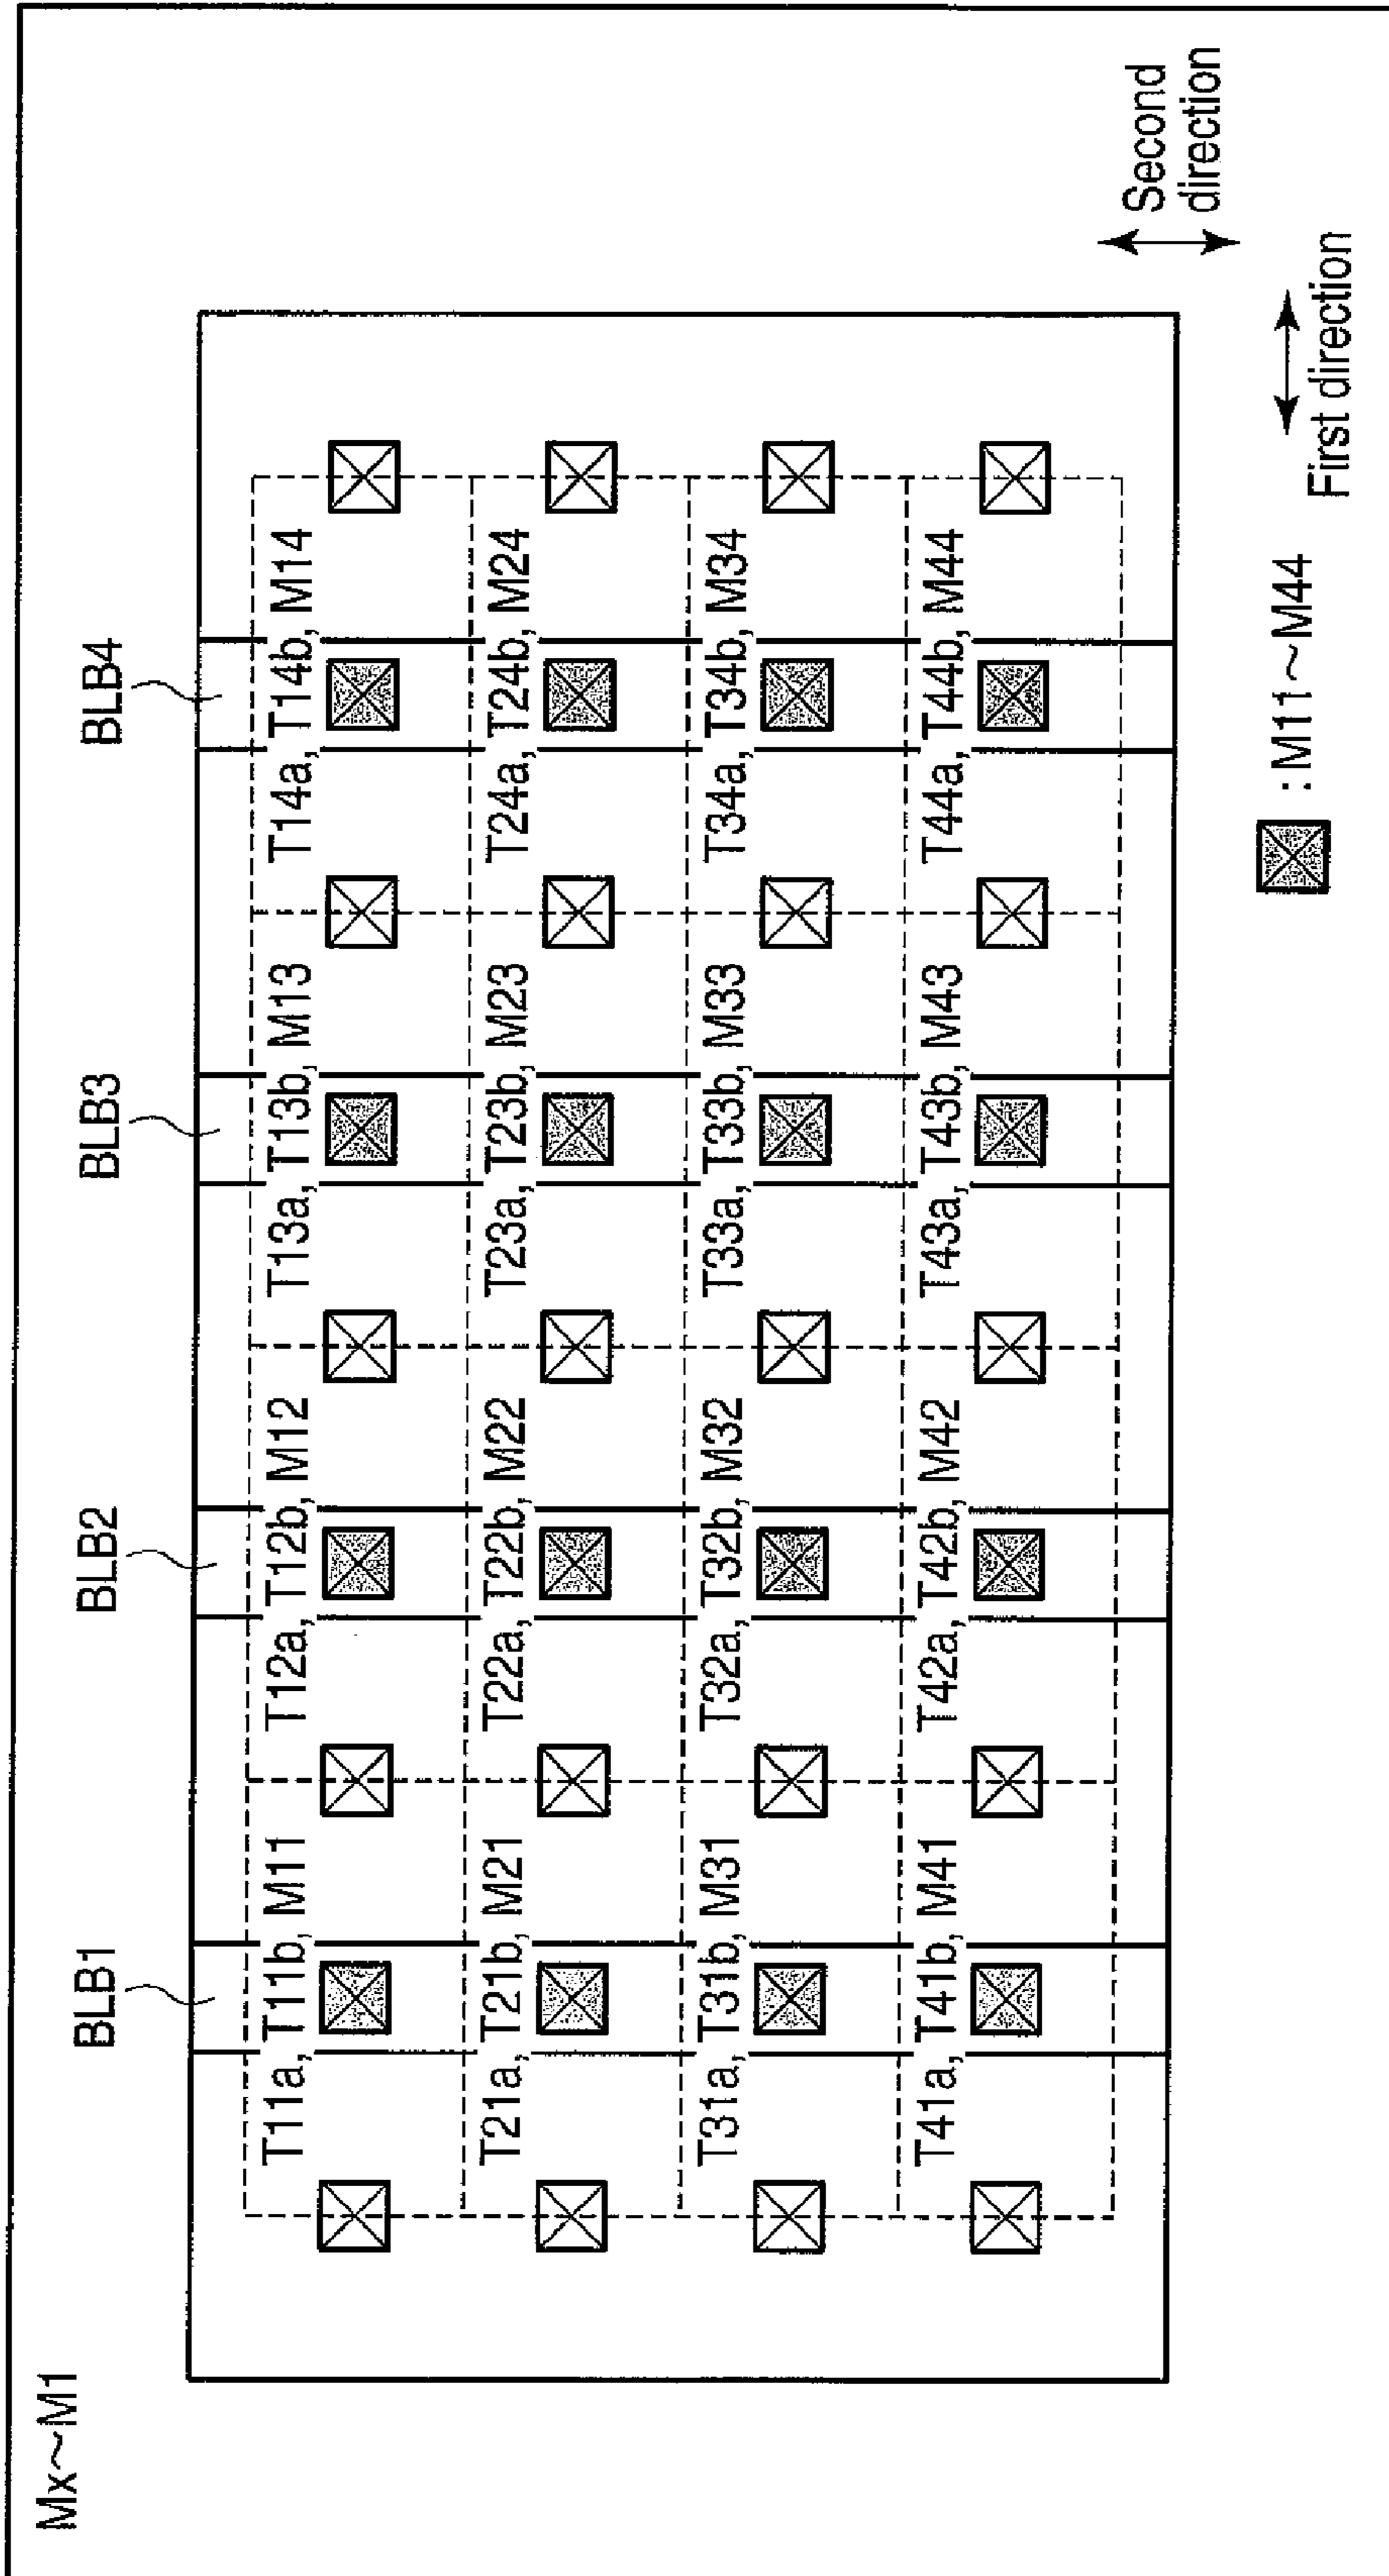 Mx~M1
BLB1
BLB2
BLB3
BLB4
T11a, T11b, M11
T12a, T12b, M12
T13a, T13b, M13
T14a, T14b, M14
T21a, T21b, M21
T22a, T22b, M22
T23a, T23b, M23
T24a, T24b, M24
T31a, T31b, M31
T32a, T32b, M32
T33a, T33b, M33
T34a, T34b, M34
T41a, T41b, M41
T42a, T42b, M42
T43a, T43b, M43
T44a, T44b, M44
Second
direction
: M11~M44
First direction